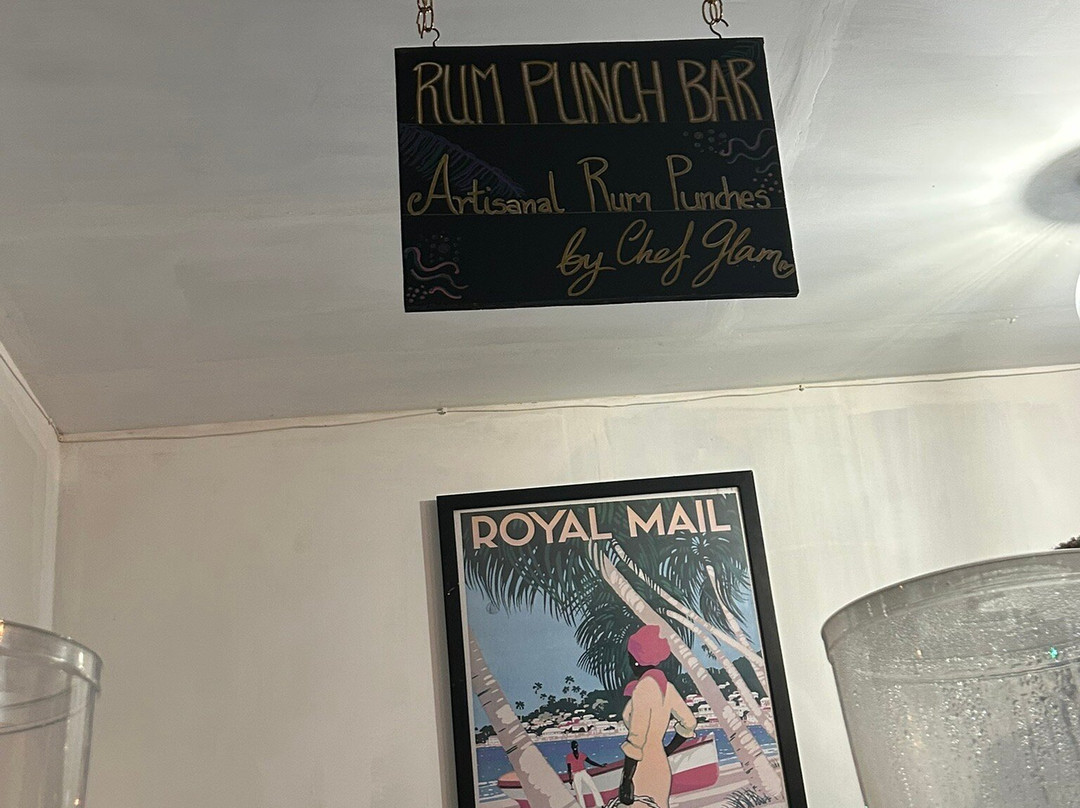 RUM PUNCH BAR
Artisanal Rum Punches
by Chef Glam
ROYAL MAIL